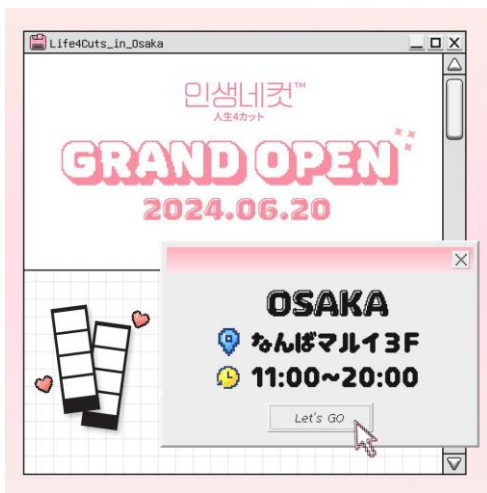 Life4Cuts_in_Osaka
인생네컷™
人生4カット
GRAND OPEN
2024.06.20
OSAKA
なんばマルイ3F
11:00~20:00
Let's GO